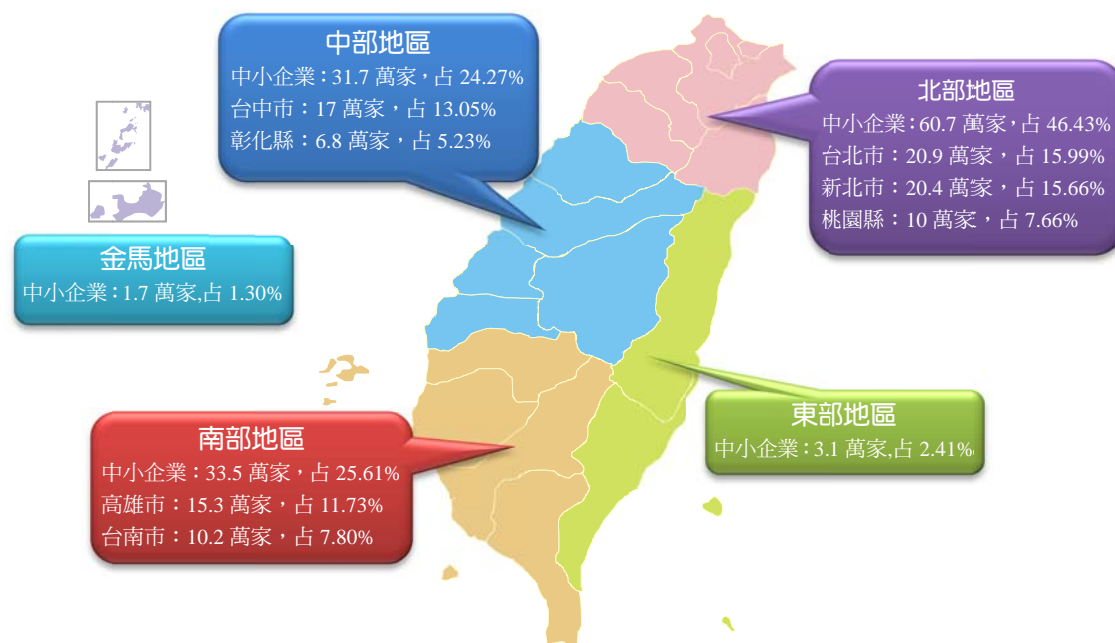 中部地區
中小企業：31.7 萬家，占 24.27%
台中市：17 萬家，占 13.05%
彰化縣：6.8 萬家，占 5.23%
北部地區
中小企業：60.7 萬家，占 46.43%
台北市：20.9 萬家，占 15.99%
新北市：20.4 萬家，占 15.66%
桃園縣：10 萬家，占 7.66%
金馬地區
中小企業：1.7 萬家,占 1.30%
東部地區
中小企業：3.1 萬家,占 2.41%
南部地區
中小企業：33.5 萬家，占 25.61%
高雄市：15.3 萬家，占 11.73%
台南市：10.2 萬家，占 7.80%